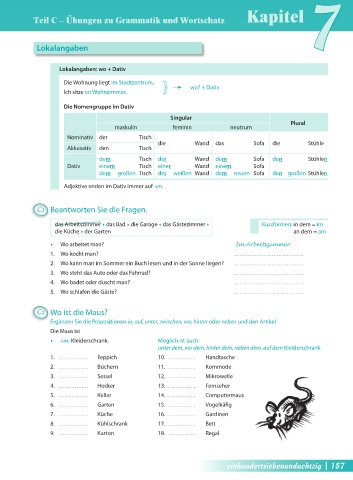 Teil C – Übungen zu Grammatik und Wortschatz Kapitel 7
Lokalangaben
Lokalangaben: wo + Dativ
Die Wohnung liegt im Stadtzentrum.
Ich sitze im Wohnzimmer.
→ wo? + Dativ
Die Nomengruppe im Dativ
Singular Plural
maskulin feminin neutrum
Nominativ der Tisch die Wand das Sofa die Stühle
Akkusativ den Tisch
Dativ dem Tisch der Wand dem Sofa den Stühlen
einem Tisch einer Wand einem Sofa
dem großen Tisch der weißen Wand dem neuen Sofa den großen Stühlen
Adjektive enden im Dativ immer auf -en.
C1 Beantworten Sie die Fragen.
das Arbeitszimmer ♦ das Bad ♦ die Garage ♦ das Gästezimmer ♦
die Küche ♦ der Garten
Kurzformen: in dem = im
an dem = am
▸ Wo arbeitet man? Im Arbeitszimmer.
1. Wo kocht man? ................................
2. Wo kann man im Sommer ein Buch lesen und in der Sonne liegen? ................................
3. Wo steht das Auto oder das Fahrrad? ................................
4. Wo badet oder duscht man? ................................
5. Wo schlafen die Gäste? ................................
C2 Wo ist die Maus?
Ergänzen Sie die Präpositionen in, auf, unter, zwischen, vor, hinter oder neben und den Artikel.
Die Maus ist
▸ im Kleiderschrank. Möglich ist auch:
unter dem, vor dem, hinter dem, neben dem, auf dem Kleiderschrank.
1. ............... Teppich 10. ............... Handtasche
2. ............... Büchern 11. ............... Kommode
3. ............... Sessel 12. ............... Mikrowelle
4. ............... Hocker 13. ............... Fernseher
5. ............... Keller 14. ............... Computermaus
6. ............... Garten 15. ............... Vogelkäfig
7. ............... Küche 16. ............... Gardinen
8. ............... Kühlschrank 17. ............... Bett
9. ............... Karton 18. ............... Regal
einhundertsiebenundachtzig | 187